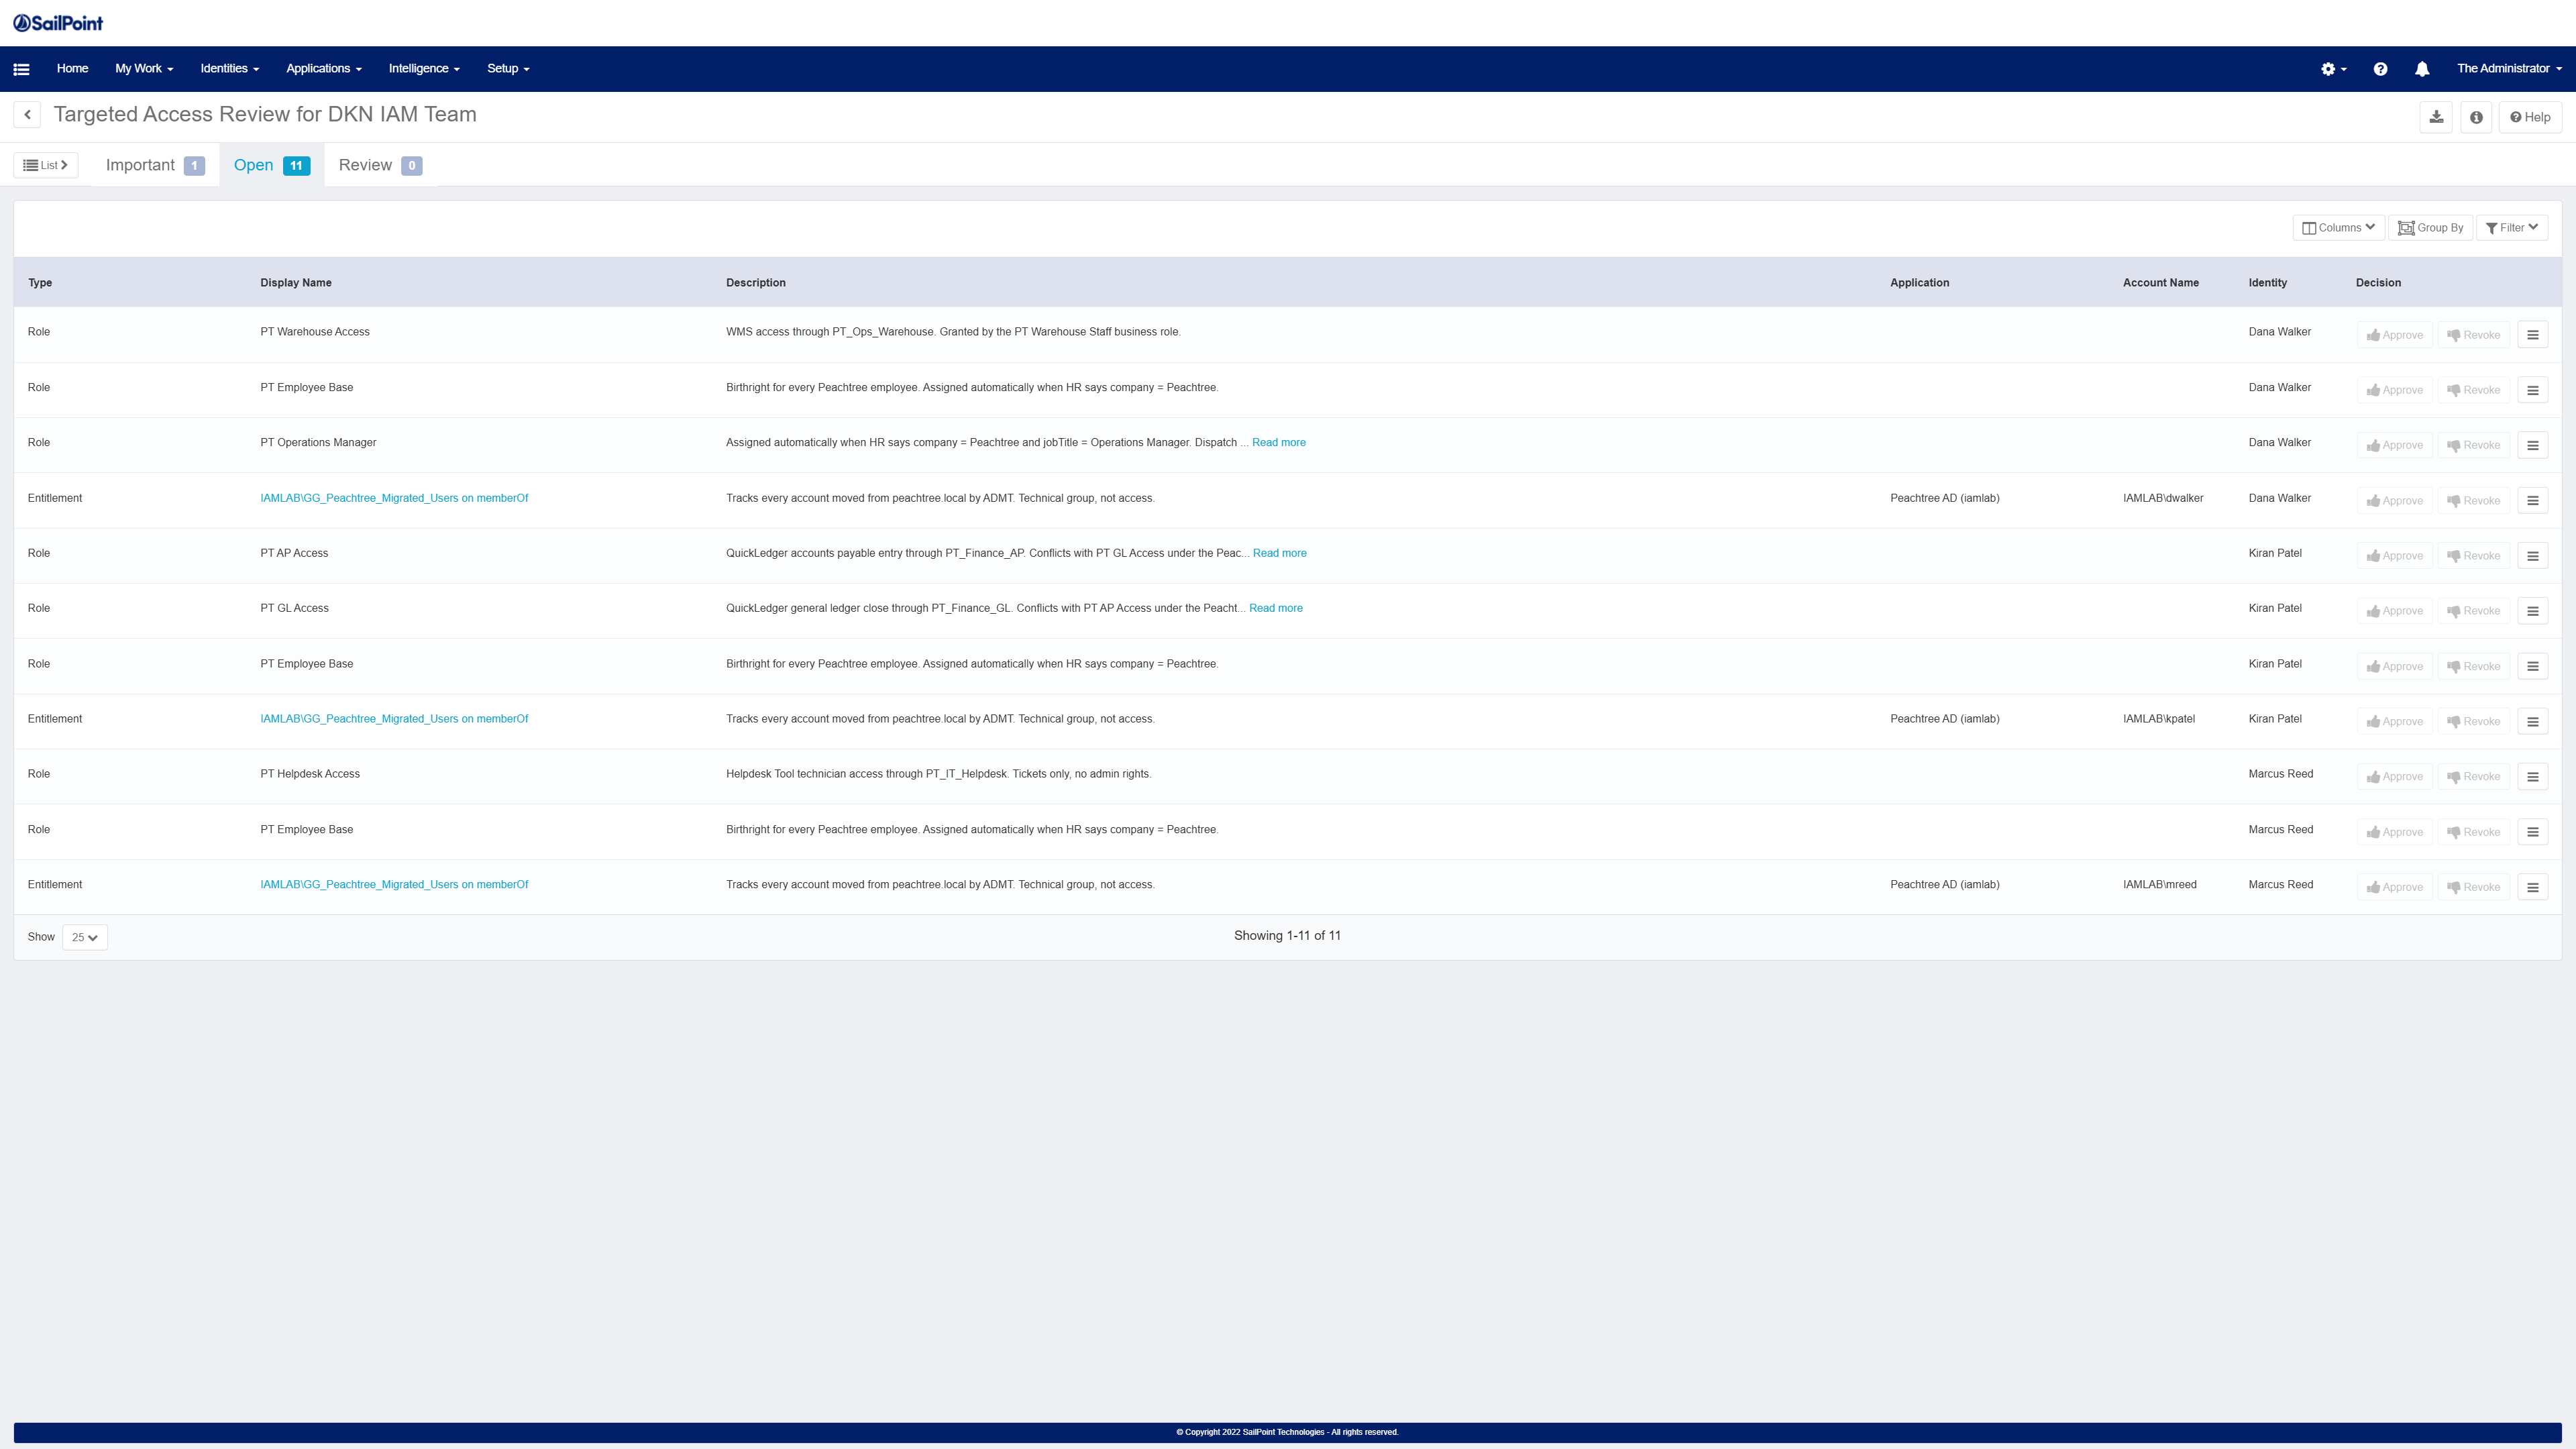 SailPoint
Home My Work Identities Applications Intelligence Setup The Administrator
Targeted Access Review for DKN IAM Team Help
List Important 1 Open 11 Review 0
Columns Group By Filter
Type Display Name Description Application Account Name Identity Decision
Role PT Warehouse Access WMS access through PT_Ops_Warehouse. Granted by the PT Warehouse Staff business role. Dana Walker Approve Revoke
Role PT Employee Base Birthright for every Peachtree employee. Assigned automatically when HR says company = Peachtree. Dana Walker Approve Revoke
Role PT Operations Manager Assigned automatically when HR says company = Peachtree and jobTitle = Operations Manager. Dispatch ... Read more Dana Walker Approve Revoke
Entitlement IAMLAB\GG_Peachtree_Migrated_Users on memberOf Tracks every account moved from peachtree.local by ADMT. Technical group, not access. Peachtree AD (iamlab) IAMLAB\dwalker Dana Walker Approve Revoke
Role PT AP Access QuickLedger accounts payable entry through PT_Finance_AP. Conflicts with PT GL Access under the Peac... Read more Kiran Patel Approve Revoke
Role PT GL Access QuickLedger general ledger close through PT_Finance_GL. Conflicts with PT AP Access under the Peacht... Read more Kiran Patel Approve Revoke
Role PT Employee Base Birthright for every Peachtree employee. Assigned automatically when HR says company = Peachtree. Kiran Patel Approve Revoke
Entitlement IAMLAB\GG_Peachtree_Migrated_Users on memberOf Tracks every account moved from peachtree.local by ADMT. Technical group, not access. Peachtree AD (iamlab) IAMLAB\kpatel Kiran Patel Approve Revoke
Role PT Helpdesk Access Helpdesk Tool technician access through PT_IT_Helpdesk. Tickets only, no admin rights. Marcus Reed Approve Revoke
Role PT Employee Base Birthright for every Peachtree employee. Assigned automatically when HR says company = Peachtree. Marcus Reed Approve Revoke
Entitlement IAMLAB\GG_Peachtree_Migrated_Users on memberOf Tracks every account moved from peachtree.local by ADMT. Technical group, not access. Peachtree AD (iamlab) IAMLAB\mreed Marcus Reed Approve Revoke
Show 25 Showing 1-11 of 11
© Copyright 2022 SailPoint Technologies - All rights reserved.